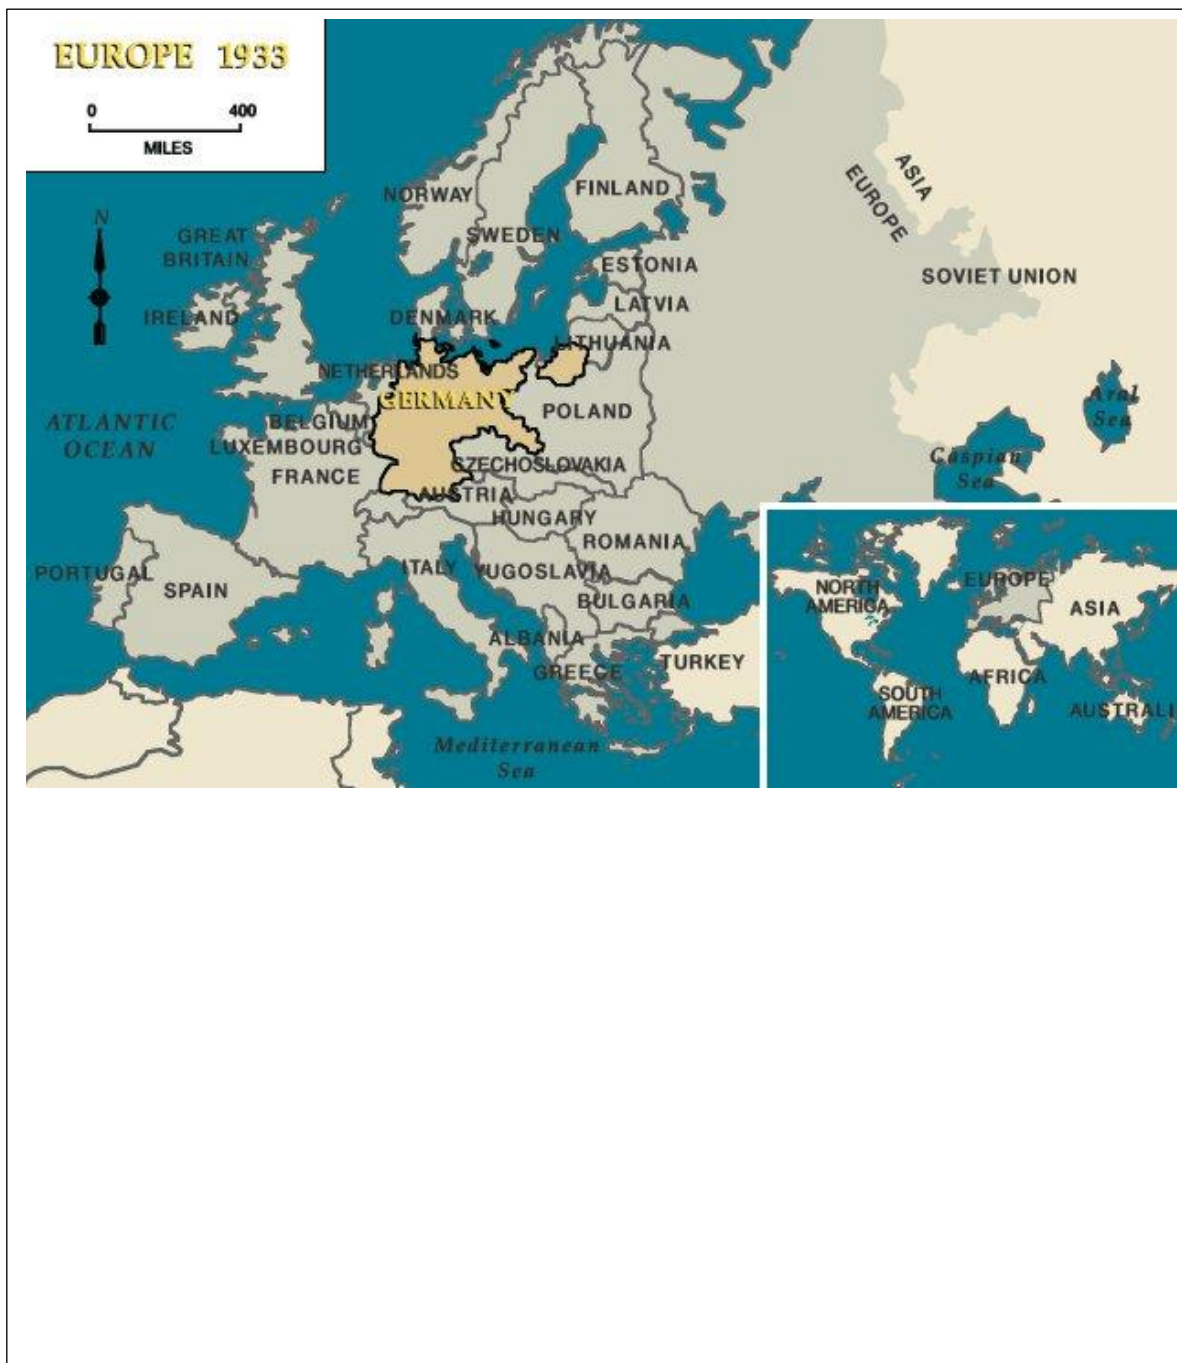 EUROPE 1933
0 400
MILES
N
NORWAY
FINLAND
SWEDEN
ASIA
EUROPE
GREAT
BRITAIN
ESTONIA
SOVIET UNION
LATVIA
IRELAND
DENMARK
LITHUANIA
NETHERLANDS
GERMANY
POLAND
ATLANTIC
OCEAN
BELGIUM
LUXEMBOURG
FRANCE
CZECHOSLOVAKIA
AUSTRIA
HUNGARY
ROMANIA
Aral
Sea
Caspian
Sea
PORTUGAL
SPAIN
ITALY
YUGOSLAVIA
BULGARIA
ALBANIA
GREECE
TURKEY
Mediterranean
Sea
NORTH
AMERICA
EUROPE
ASIA
AFRICA
SOUTH
AMERICA
AUSTRALI